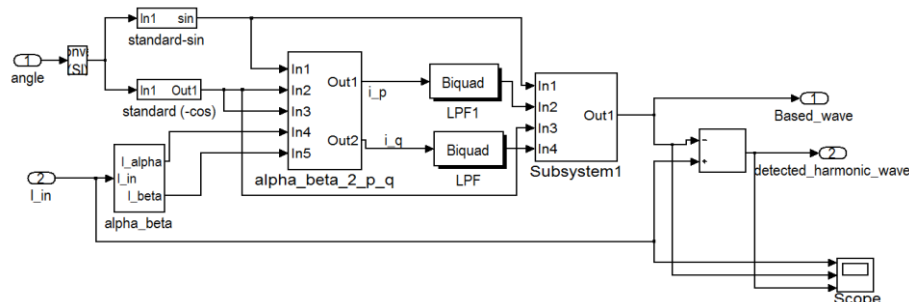 In1 sin
standard-sin
1
angle
onve
(SI)
In1 Out1
standard (-cos)
In1
In2
In3
In4
In5
Out1
Out2
alpha_beta_2_p_q
i_p
i_q
Biquad
LPF1
Biquad
LPF
In1
In2
In3
In4
Out1
Subsystem1
1
Based_wave
2
detected_harmonic_wave
2
I_in
I_alpha
I_in
I_beta
alpha_beta
Scope